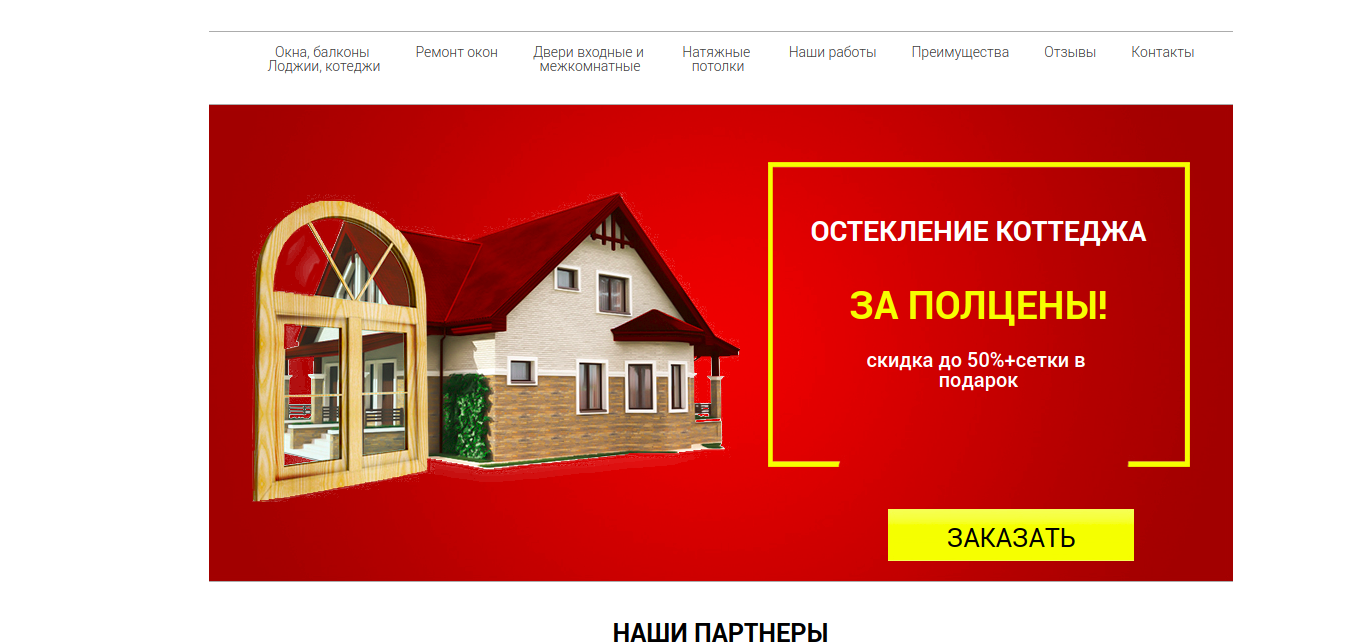 Окна, балконы
Лоджии, котеджи
Ремонт окон
Двери входные и
межкомнатные
Натяжные
потолки
Наши работы
Преимущества
Отзывы
Контакты
ОСТЕКЛЕНИЕ КОТТЕДЖА
ЗА ПОЛЦЕНЫ!
скидка до 50%+сетки в
подарок
ЗАКАЗАТЬ
НАШИ ПАРТНЕРЫ